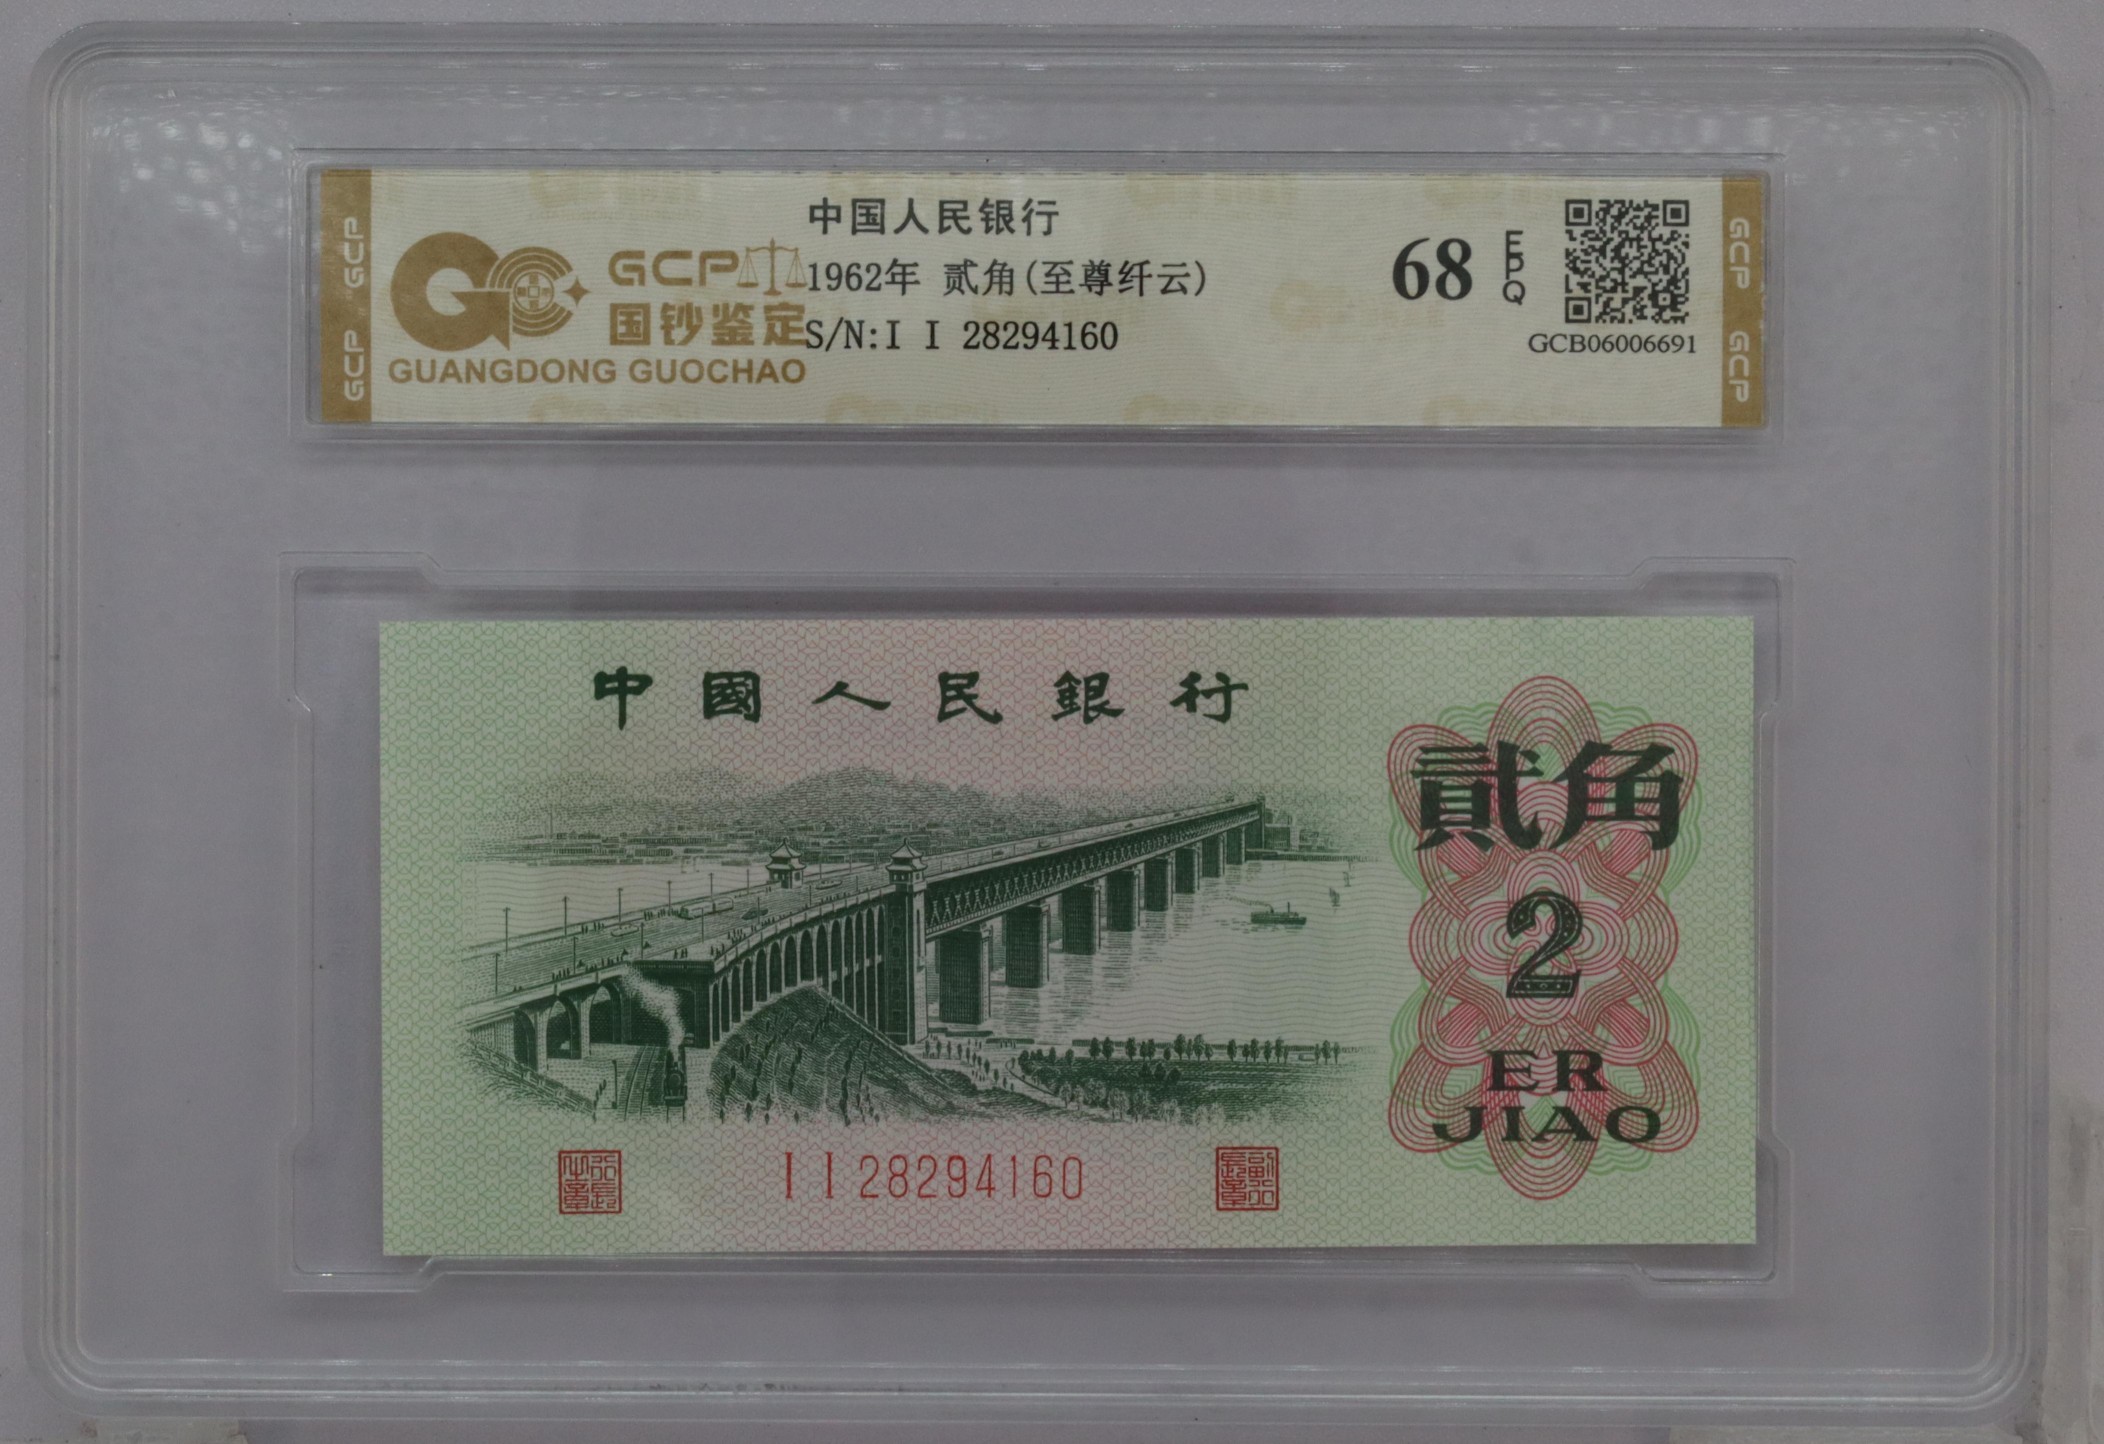 中国人民银行
1962年 贰角(至尊纤云)
S/N:I I 28294160
GCP
国钞鉴定
GUANGDONG GUOCHAO
68
EPQ
GCB06006691
GCP GCP
GCP GCP
中國人民銀行
貳角
2
ER
JIAO
I I 28294160